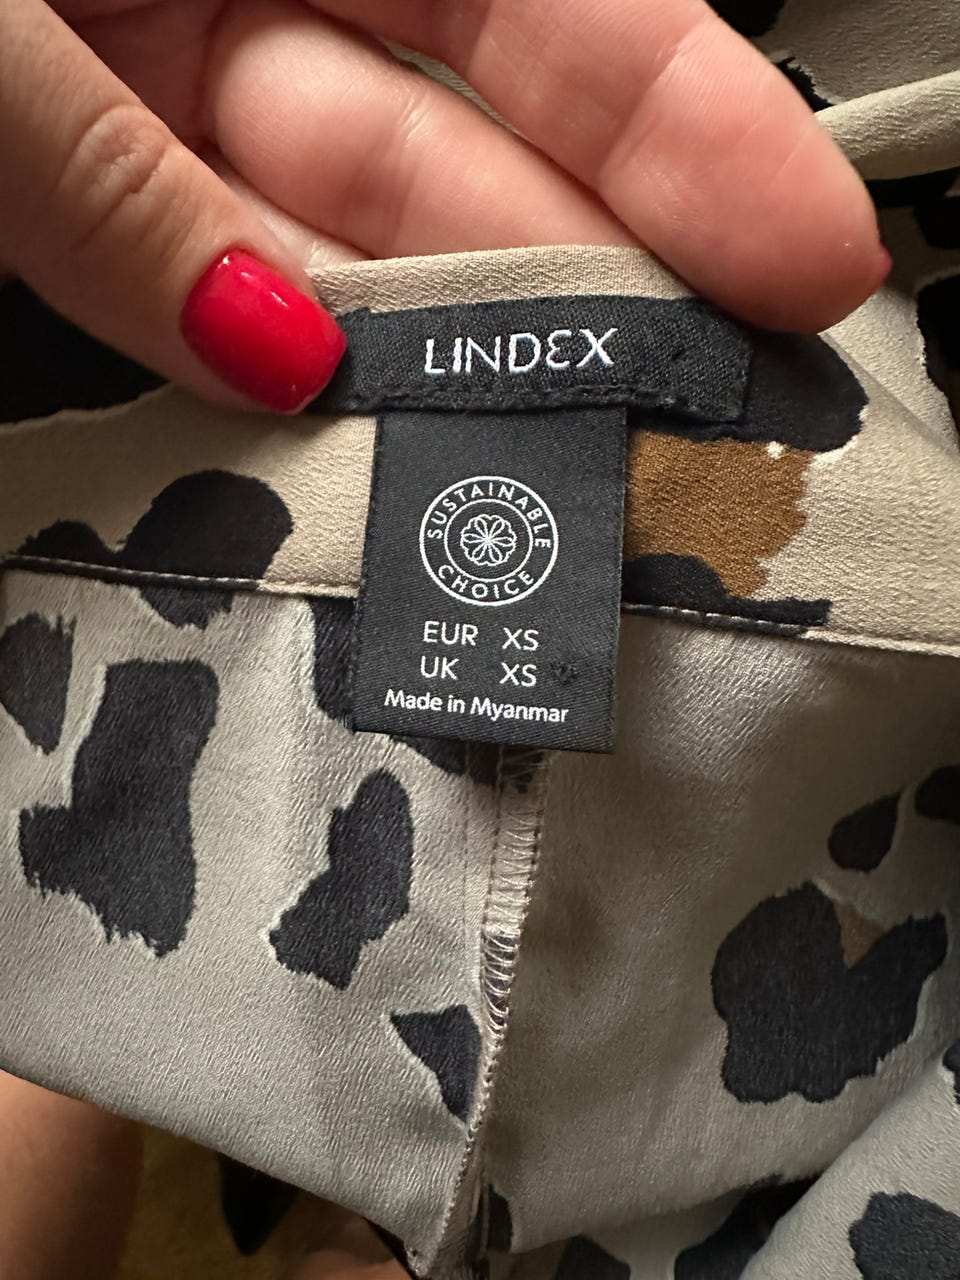 LINDEX
SUSTAINABLE
CHOICE
EUR XS
UK XS
Made in Myanmar